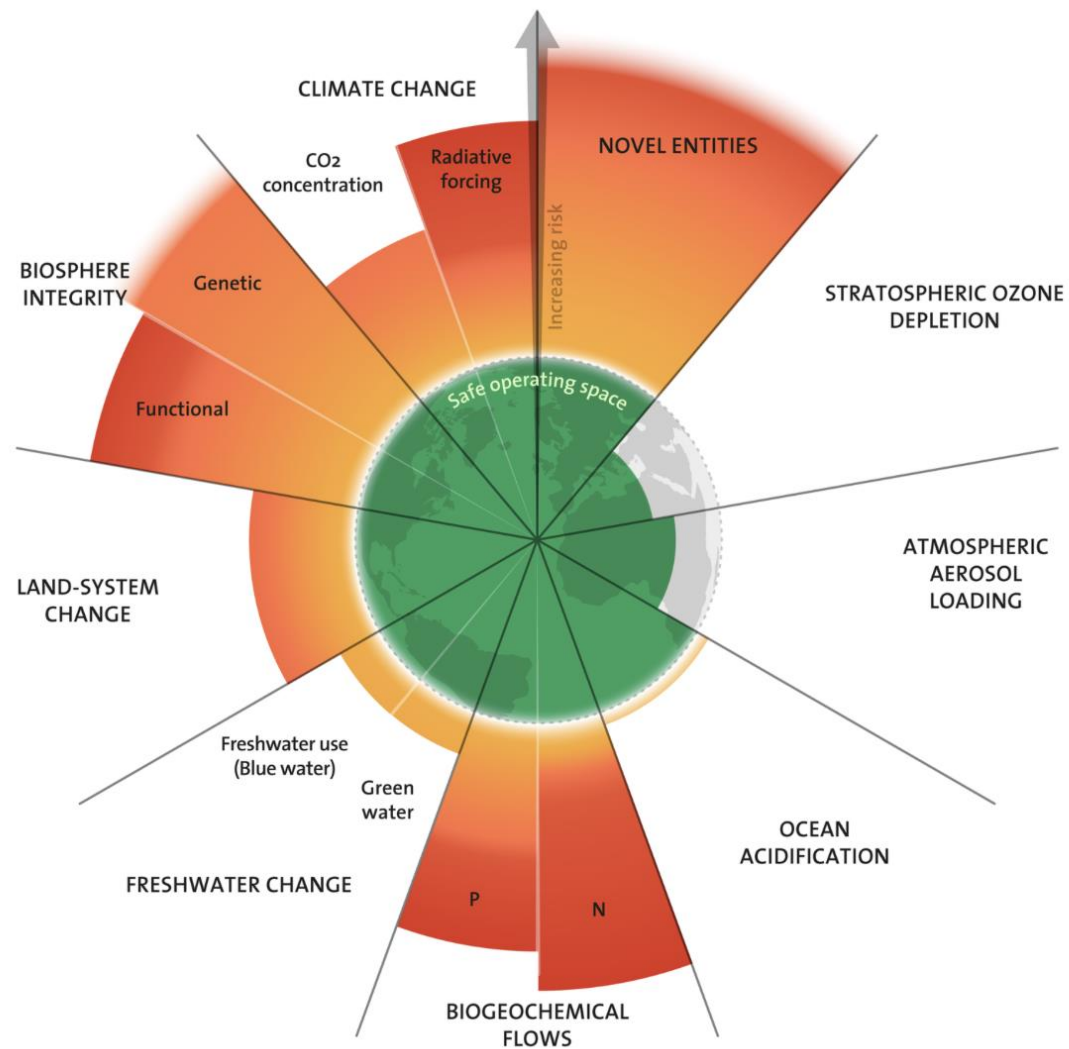 CLIMATE CHANGE
CO2
concentration
Radiative
forcing
NOVEL ENTITIES
Increasing risk
BIOSPHERE
INTEGRITY
Genetic
Functional
STRATOSPHERIC OZONE
DEPLETION
Safe operating space
LAND-SYSTEM
CHANGE
ATMOSPHERIC
AEROSOL
LOADING
Freshwater use
(Blue water)
Green
water
FRESHWATER CHANGE
P
N
OCEAN
ACIDIFICATION
BIOGEOCHEMICAL
FLOWS